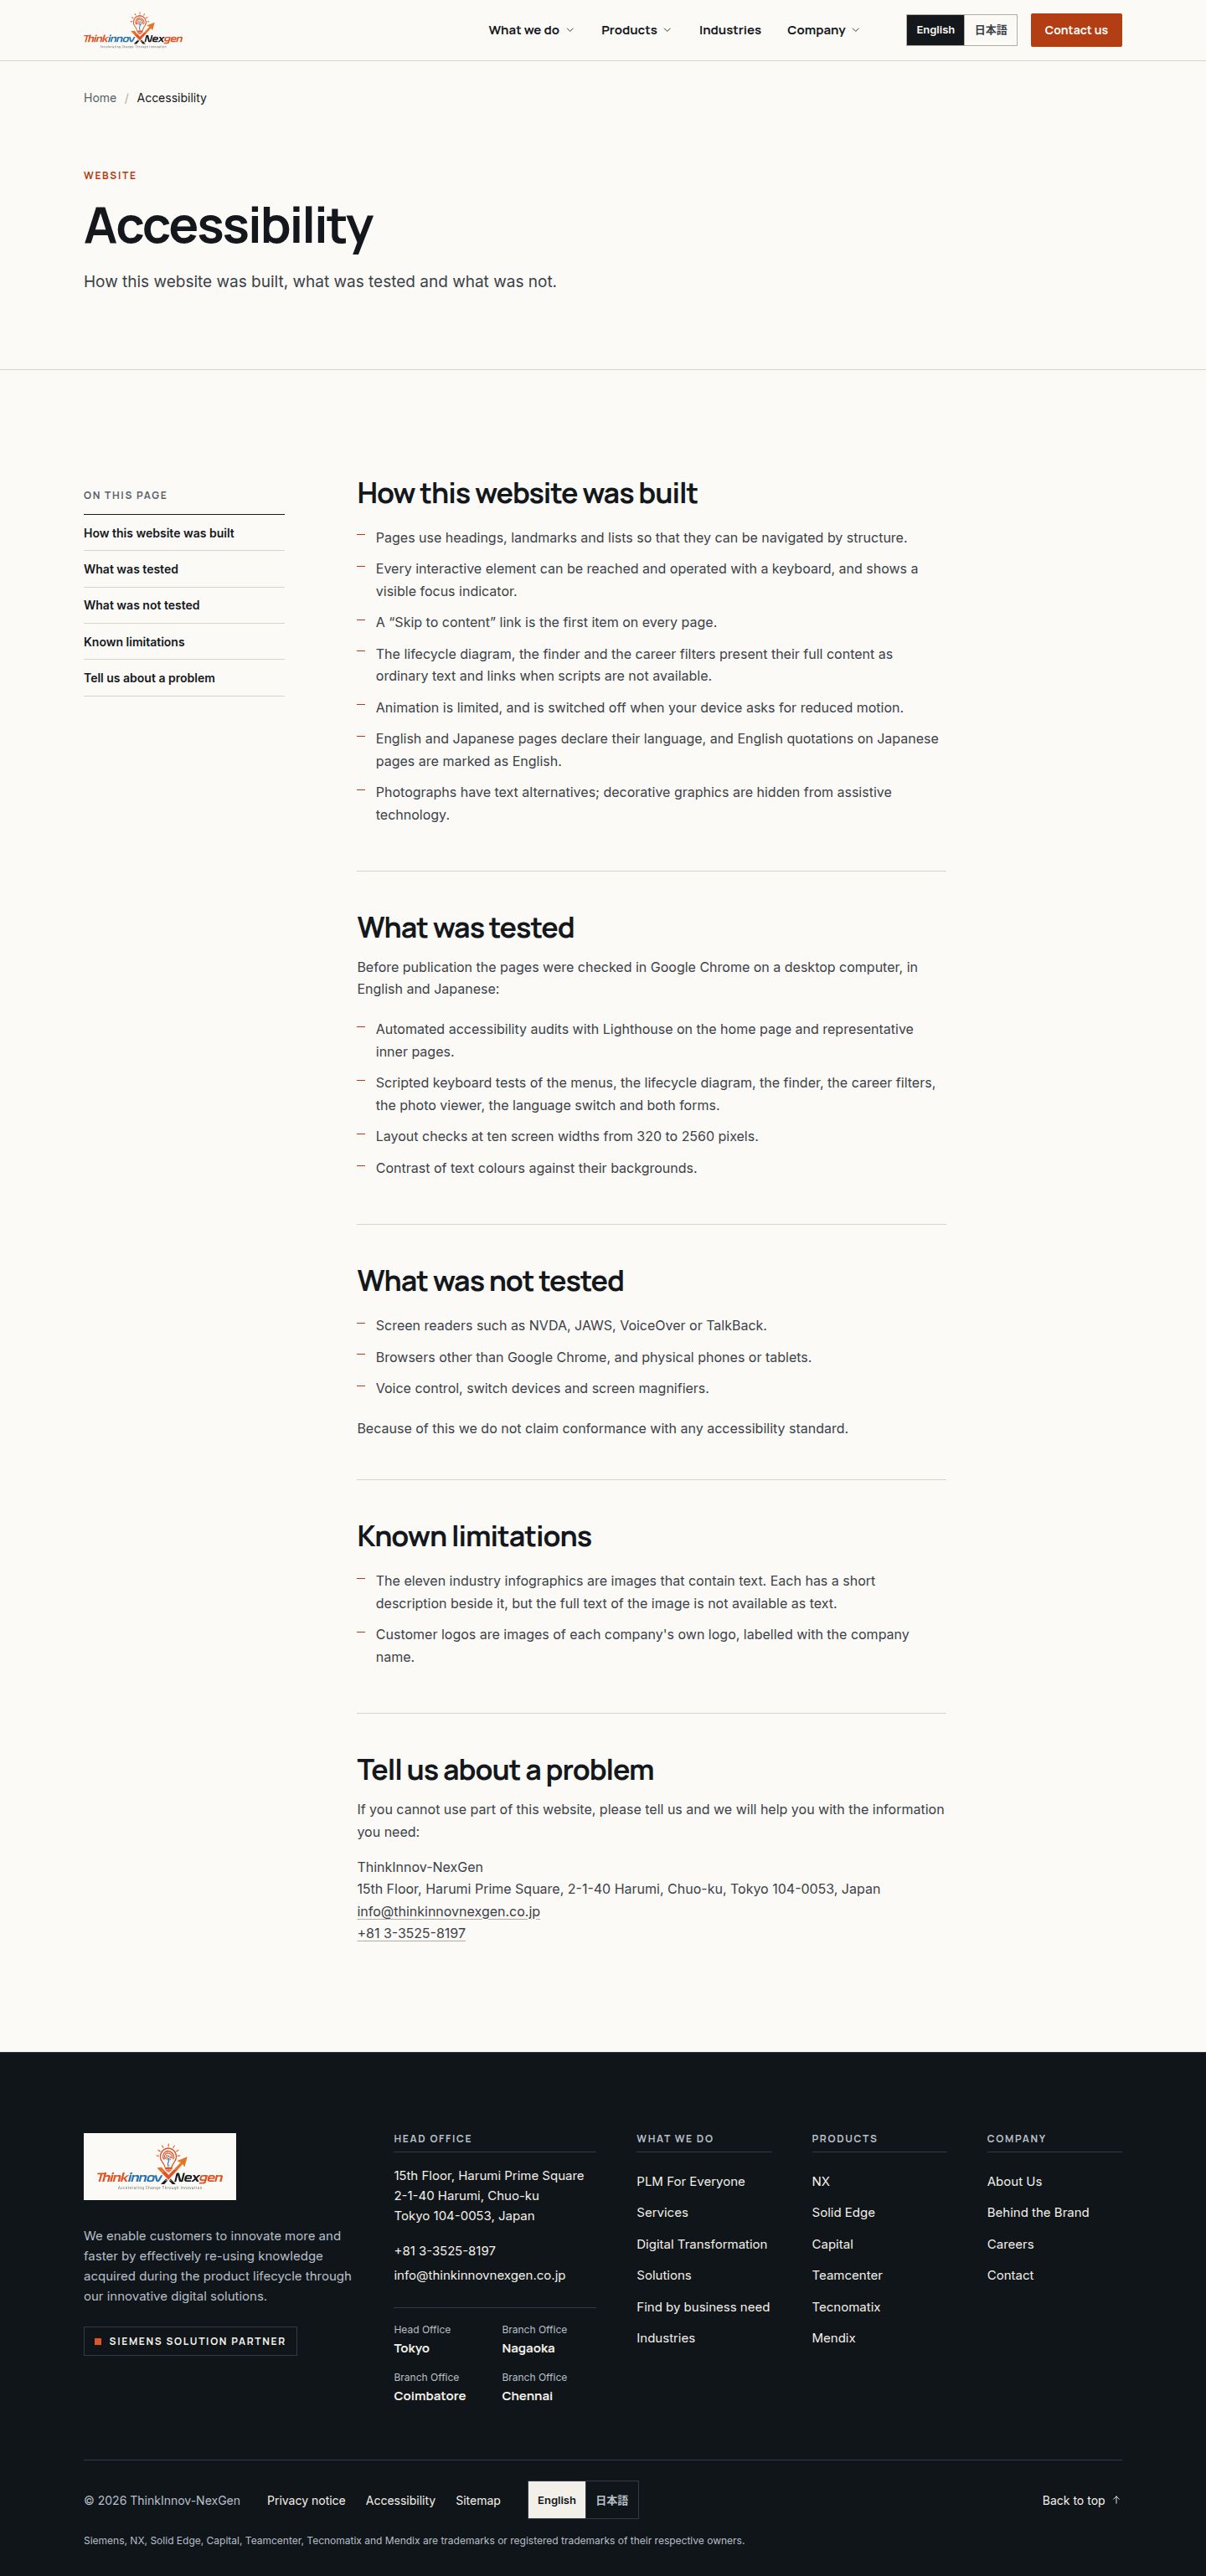 ThinkinnovXNexgen
Accelerating Change Through Innovation
What we do
Products
Industries
Company
English
日本語
Contact us
Home / Accessibility
WEBSITE
Accessibility
How this website was built, what was tested and what was not.
ON THIS PAGE
How this website was built
What was tested
What was not tested
Known limitations
Tell us about a problem
How this website was built
Pages use headings, landmarks and lists so that they can be navigated by structure.
Every interactive element can be reached and operated with a keyboard, and shows a
visible focus indicator.
A “Skip to content” link is the first item on every page.
The lifecycle diagram, the finder and the career filters present their full content as
ordinary text and links when scripts are not available.
Animation is limited, and is switched off when your device asks for reduced motion.
English and Japanese pages declare their language, and English quotations on Japanese
pages are marked as English.
Photographs have text alternatives; decorative graphics are hidden from assistive
technology.
What was tested
Before publication the pages were checked in Google Chrome on a desktop computer, in
English and Japanese:
Automated accessibility audits with Lighthouse on the home page and representative
inner pages.
Scripted keyboard tests of the menus, the lifecycle diagram, the finder, the career filters,
the photo viewer, the language switch and both forms.
Layout checks at ten screen widths from 320 to 2560 pixels.
Contrast of text colours against their backgrounds.
What was not tested
Screen readers such as NVDA, JAWS, VoiceOver or TalkBack.
Browsers other than Google Chrome, and physical phones or tablets.
Voice control, switch devices and screen magnifiers.
Because of this we do not claim conformance with any accessibility standard.
Known limitations
The eleven industry infographics are images that contain text. Each has a short
description beside it, but the full text of the image is not available as text.
Customer logos are images of each company's own logo, labelled with the company
name.
Tell us about a problem
If you cannot use part of this website, please tell us and we will help you with the information
you need:
ThinkInnov-NexGen
15th Floor, Harumi Prime Square, 2-1-40 Harumi, Chuo-ku, Tokyo 104-0053, Japan
info@thinkinnovnexgen.co.jp
+81 3-3525-8197
ThinkinnovXNexgen
Accelerating Change Through Innovation
We enable customers to innovate more and
faster by effectively re-using knowledge
acquired during the product lifecycle through
our innovative digital solutions.
SIEMENS SOLUTION PARTNER
HEAD OFFICE
15th Floor, Harumi Prime Square
2-1-40 Harumi, Chuo-ku
Tokyo 104-0053, Japan
+81 3-3525-8197
info@thinkinnovnexgen.co.jp
Head Office
Tokyo
Branch Office
Nagaoka
Branch Office
Coimbatore
Branch Office
Chennai
WHAT WE DO
PLM For Everyone
Services
Digital Transformation
Solutions
Find by business need
Industries
PRODUCTS
NX
Solid Edge
Capital
Teamcenter
Tecnomatix
Mendix
COMPANY
About Us
Behind the Brand
Careers
Contact
© 2026 ThinkInnov-NexGen
Privacy notice
Accessibility
Sitemap
English
日本語
Back to top ↑
Siemens, NX, Solid Edge, Capital, Teamcenter, Tecnomatix and Mendix are trademarks or registered trademarks of their respective owners.